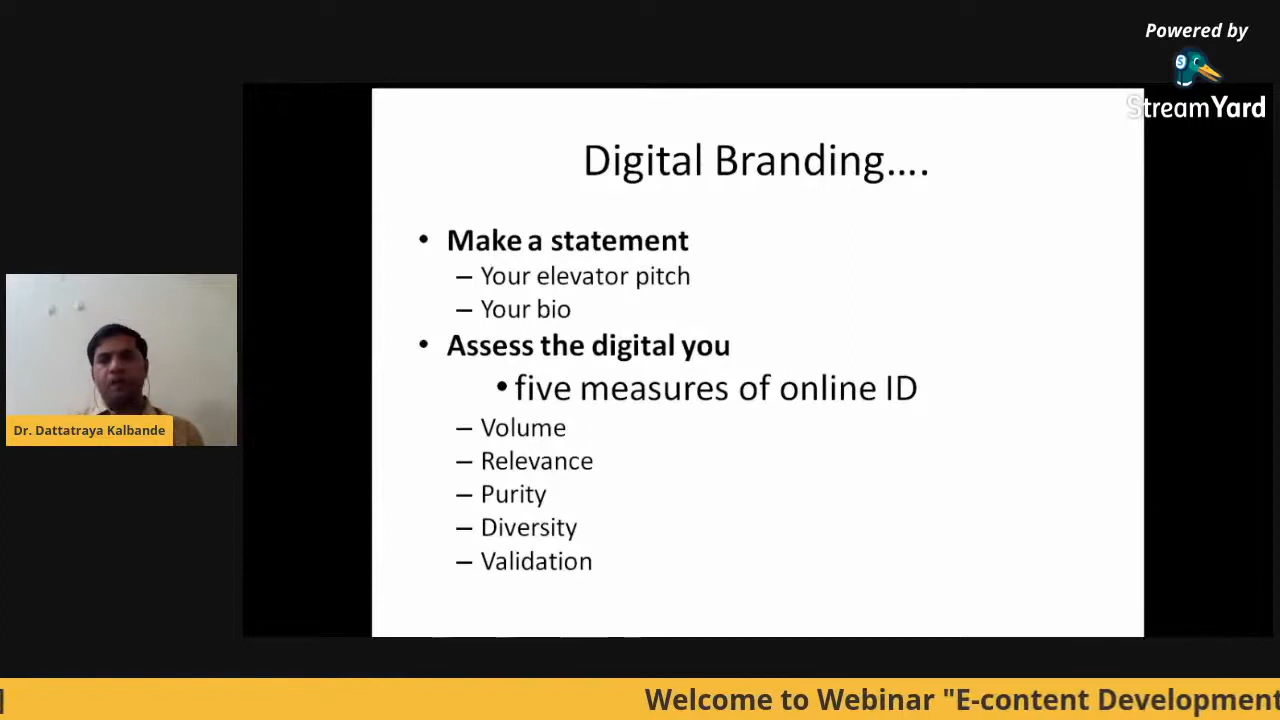 Powered by
StreamYard
Digital Branding....
• Make a statement
– Your elevator pitch
– Your bio
• Assess the digital you
• five measures of online ID
– Volume
– Relevance
– Purity
– Diversity
– Validation
Dr. Dattatraya Kalbande
] Welcome to Webinar "E-content Development